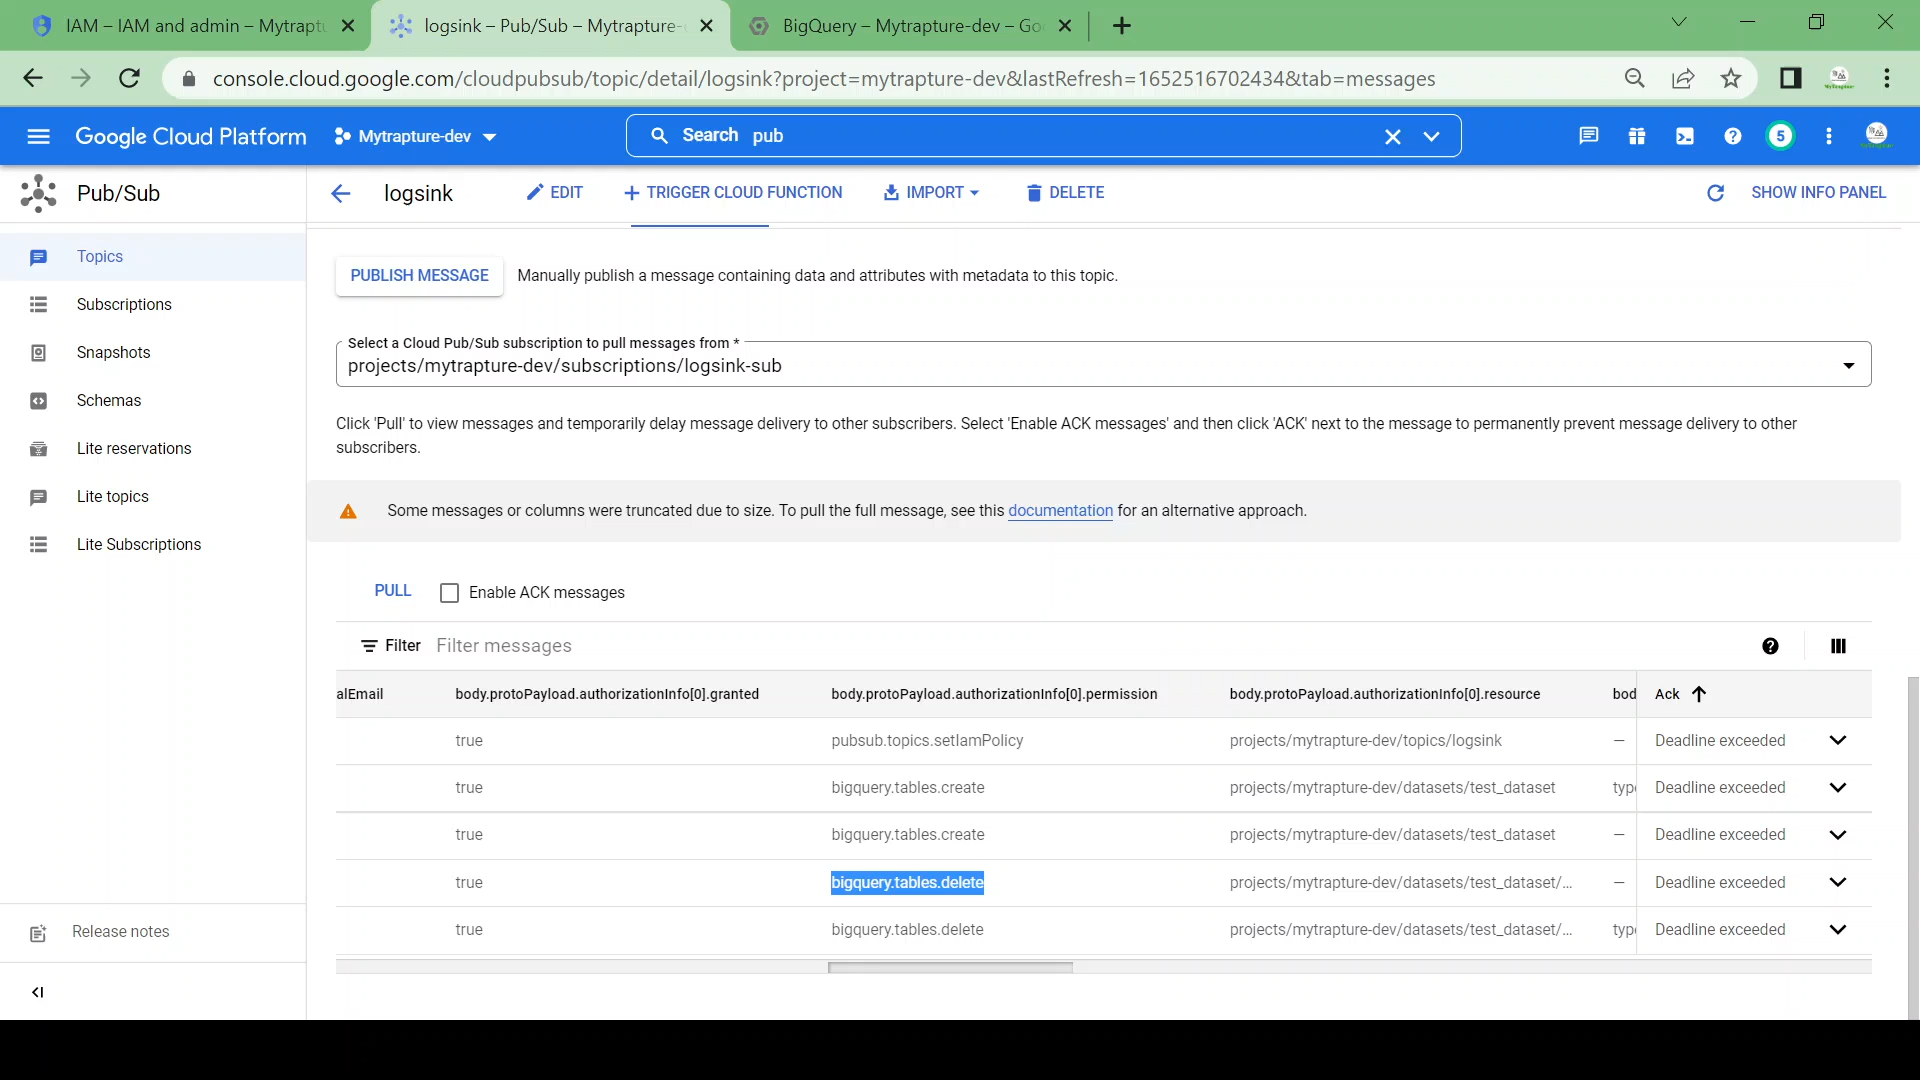 IAM – IAM and admin – Mytraptu
logsink – Pub/Sub – Mytrapture-
BigQuery – Mytrapture-dev – Go
console.cloud.google.com/cloudpubsub/topic/detail/logsink?project=mytrapture-dev&lastRefresh=1652516702434&tab=messages
Google Cloud Platform
Mytrapture-dev
Search pub
5
Pub/Sub
logsink
EDIT
TRIGGER CLOUD FUNCTION
IMPORT
DELETE
SHOW INFO PANEL
Topics
Subscriptions
Snapshots
Schemas
Lite reservations
Lite topics
Lite Subscriptions
Release notes
PUBLISH MESSAGE
Manually publish a message containing data and attributes with metadata to this topic.
Select a Cloud Pub/Sub subscription to pull messages from *
projects/mytrapture-dev/subscriptions/logsink-sub
Click 'Pull' to view messages and temporarily delay message delivery to other subscribers. Select 'Enable ACK messages' and then click 'ACK' next to the message to permanently prevent message delivery to other
subscribers.
Some messages or columns were truncated due to size. To pull the full message, see this documentation for an alternative approach.
PULL
Enable ACK messages
Filter Filter messages
alEmail body.protoPayload.authorizationInfo[0].granted body.protoPayload.authorizationInfo[0].permission body.protoPayload.authorizationInfo[0].resource bod Ack
true pubsub.topics.setIamPolicy projects/mytrapture-dev/topics/logsink — Deadline exceeded
true bigquery.tables.create projects/mytrapture-dev/datasets/test_dataset type Deadline exceeded
true bigquery.tables.create projects/mytrapture-dev/datasets/test_dataset — Deadline exceeded
true bigquery.tables.delete projects/mytrapture-dev/datasets/test_dataset/... — Deadline exceeded
true bigquery.tables.delete projects/mytrapture-dev/datasets/test_dataset/... type Deadline exceeded